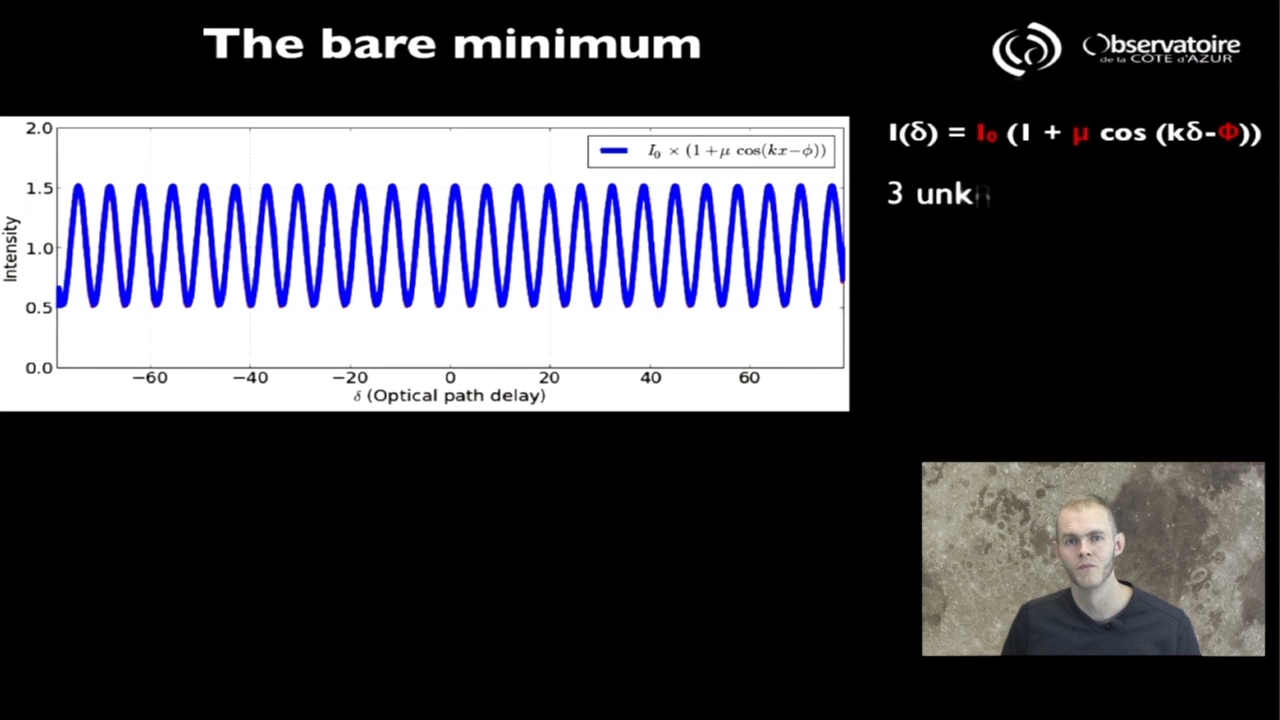 The bare minimum
Observatoire
de la CÔTE d'AZUR
I(δ) = I₀ (1 + μ cos (kδ-Φ))
3 unkn
I₀ × (1+μ cos(kx−ϕ))
2.0
1.5
1.0
0.5
0.0
Intensity
−60 −40 −20 0 20 40 60
δ (Optical path delay)